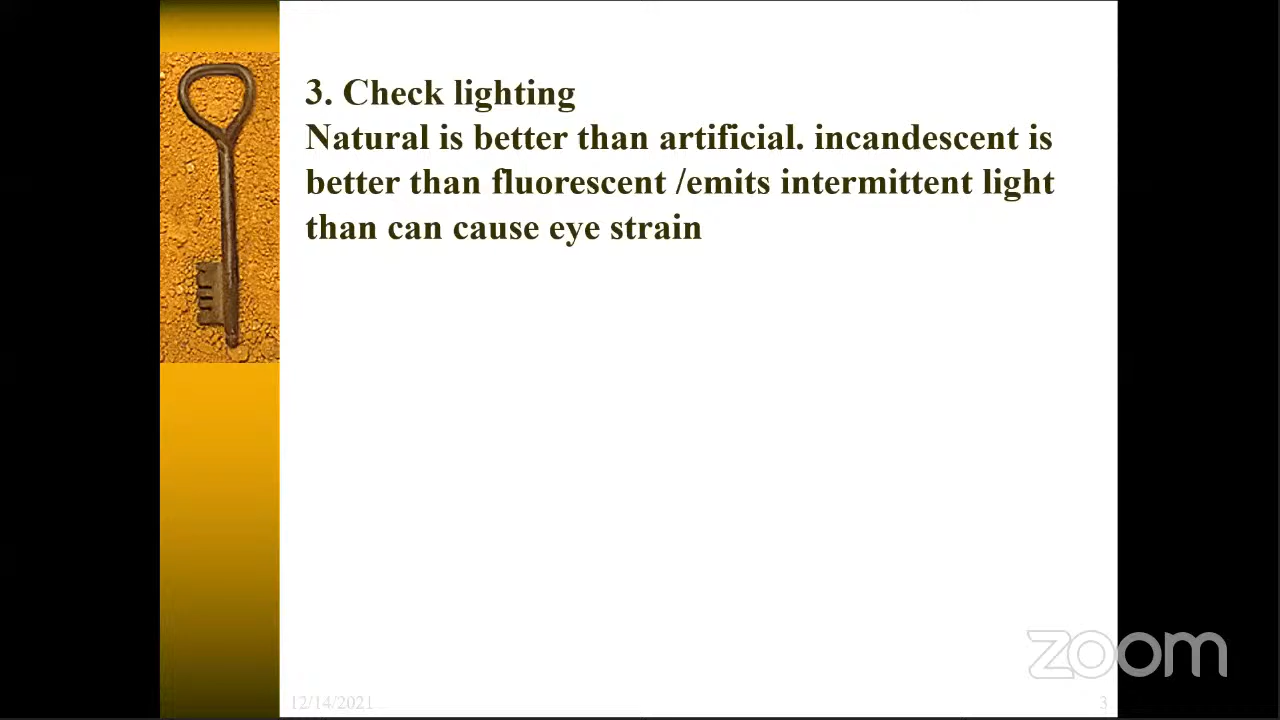 3. Check lighting
Natural is better than artificial. incandescent is
better than fluorescent /emits intermittent light
than can cause eye strain
zoom
12/14/2021
3